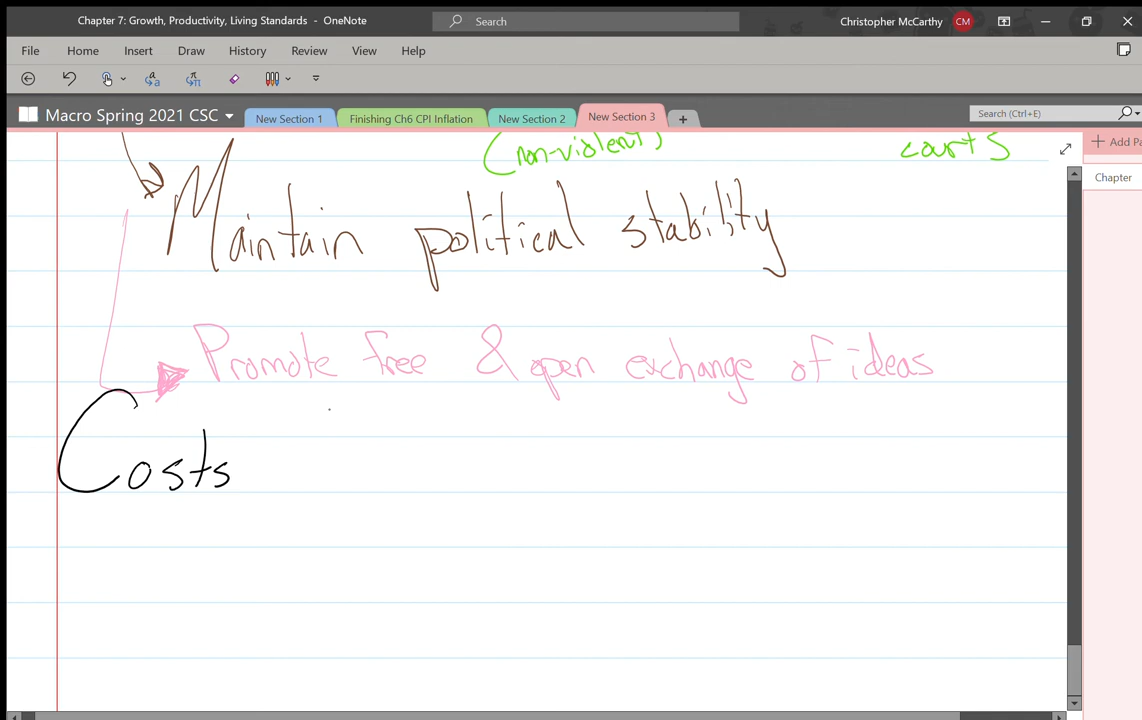 Chapter 7: Growth, Productivity, Living Standards - OneNote
Search
Christopher McCarthy
CM
File Home Insert Draw History Review View Help
Macro Spring 2021 CSC
New Section 1
Finishing Ch6 CPI Inflation
New Section 2
New Section 3
Search (Ctrl+E)
(non-violent)
courts
Add Pa
Chapter
Maintain political stability
Promote free & open exchange of ideas
Costs